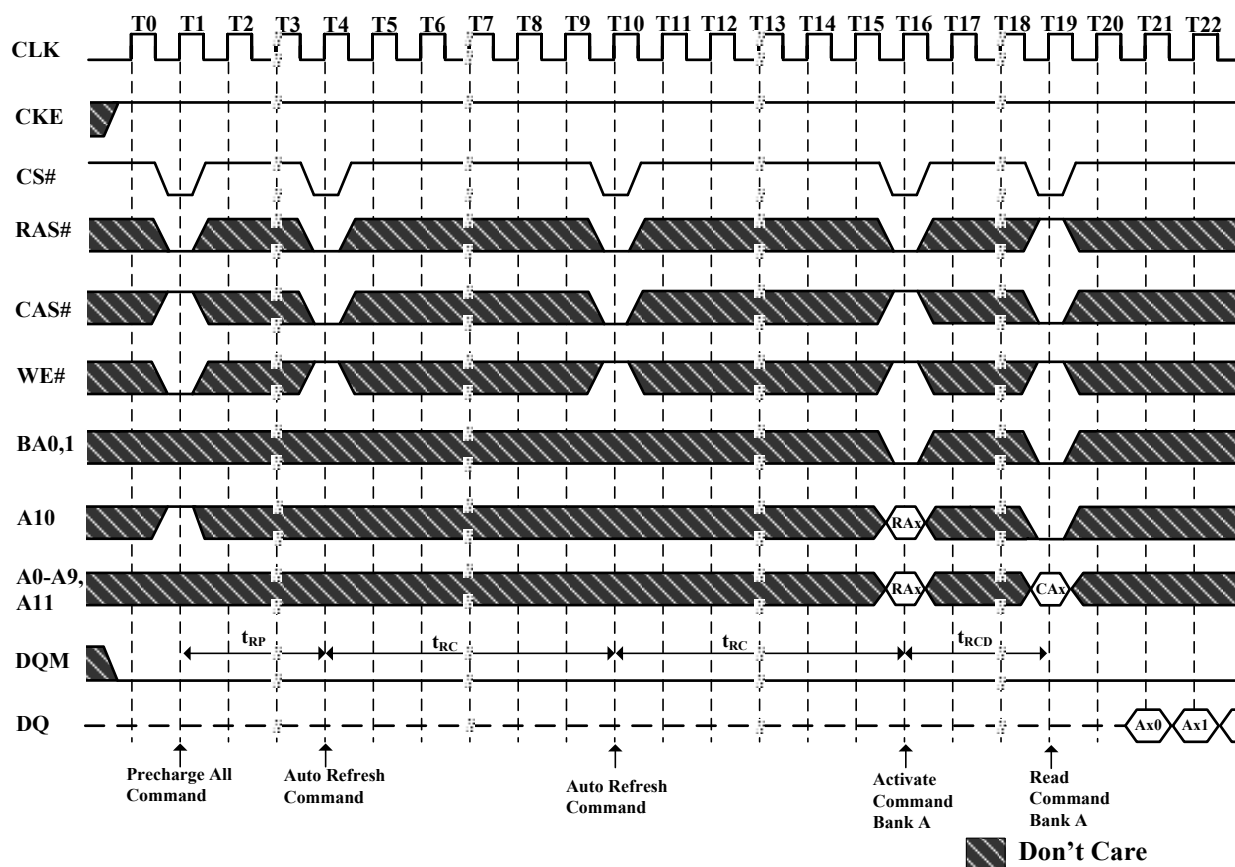 T0 T1 T2 T3 T4 T5 T6 T7 T8 T9 T10 T11 T12 T13 T14 T15 T16 T17 T18 T19 T20 T21 T22
CLK
CKE
CS#
RAS#
CAS#
WE#
BA0,1
A10
RAx
A0-A9,
A11
RAx CAx
tRP tRC tRC tRCD
DQM
DQ
Ax0 Ax1
Precharge All
Command
Auto Refresh
Command
Auto Refresh
Command
Activate
Command
Bank A
Read
Command
Bank A
Don't Care